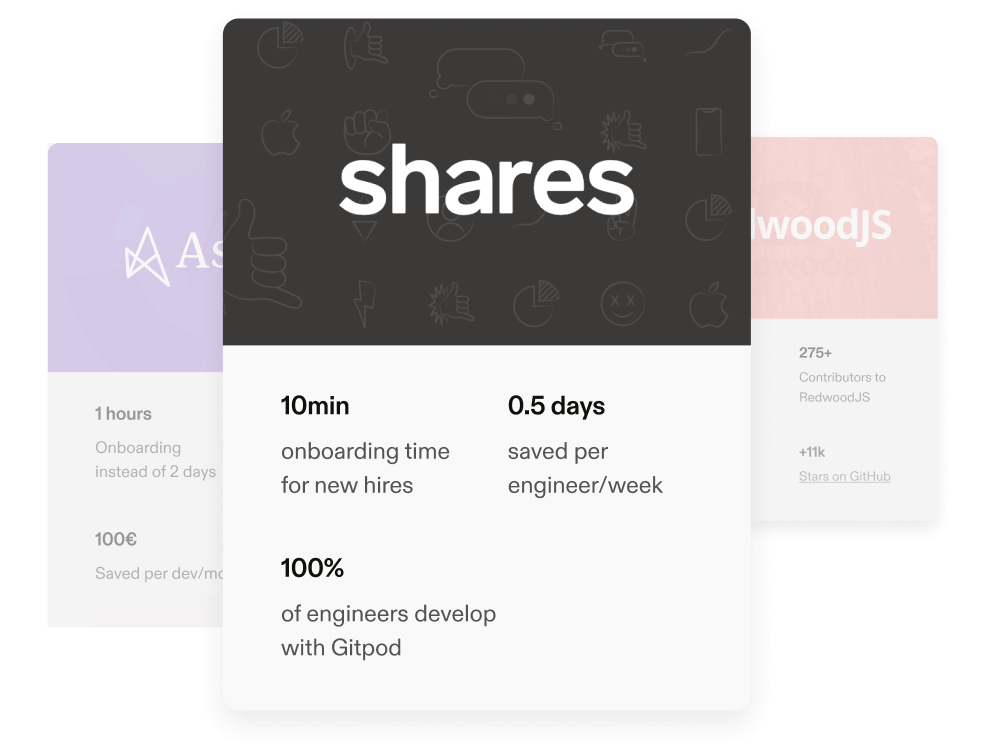 As
1 hours
Onboarding
instead of 2 days
100€
Saved per dev/mo
shares
10min
onboarding time
for new hires
0.5 days
saved per
engineer/week
100%
of engineers develop
with Gitpod
dwoodJS
275+
Contributors to
RedwoodJS
+11k
Stars on GitHub